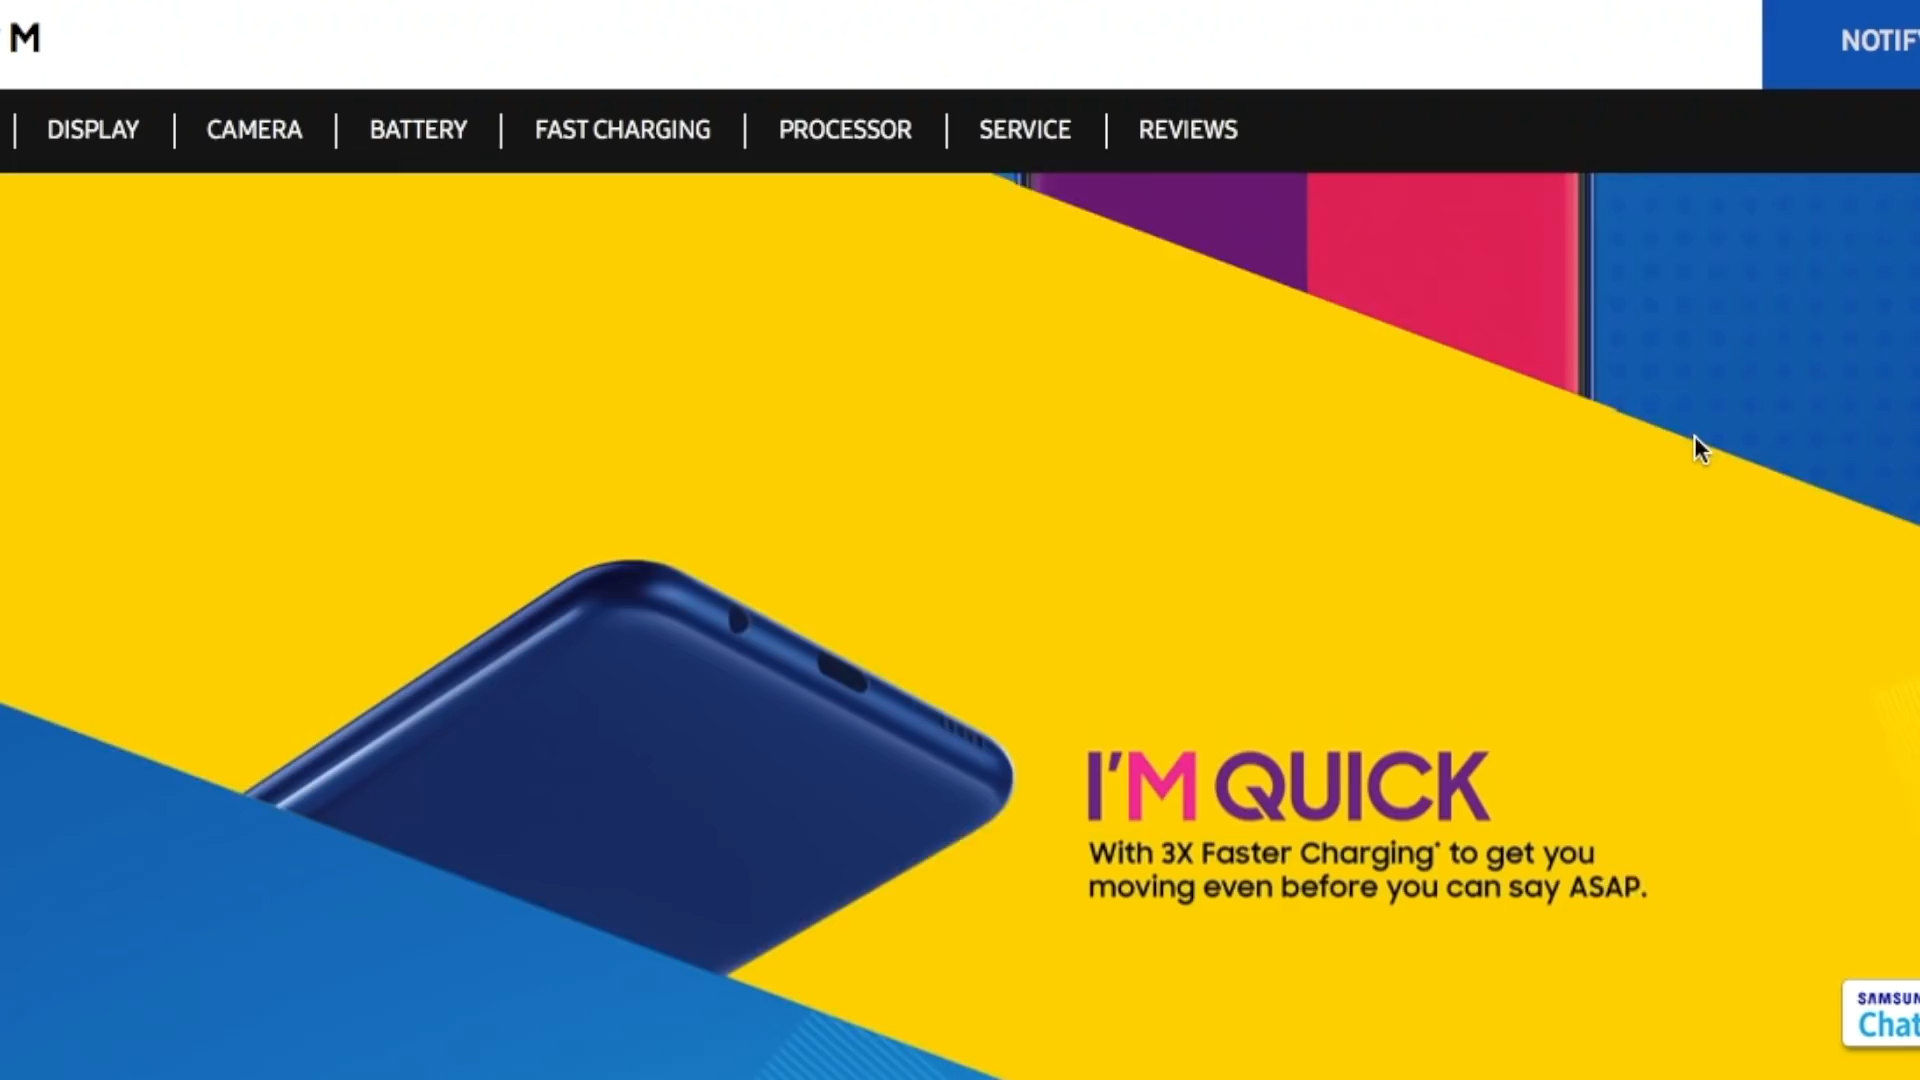 M
NOTIFY
DISPLAY
CAMERA
BATTERY
FAST CHARGING
PROCESSOR
SERVICE
REVIEWS
I'M QUICK
With 3X Faster Charging* to get you
moving even before you can say ASAP.
SAMSUN
Chat